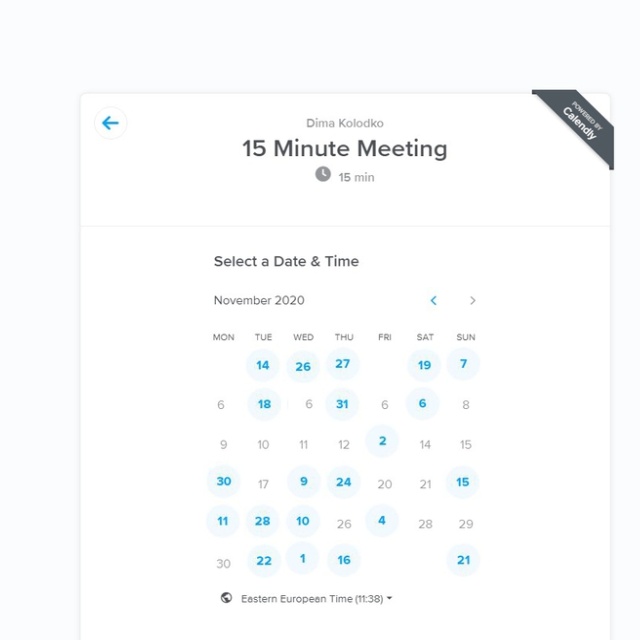 POWERED BY
Calendly
Dima Kolodko
15 Minute Meeting
15 min
Select a Date & Time
November 2020
MON TUE WED THU FRI SAT SUN
14 26 27 19 7
6 18 6 31 6 6 8
9 10 11 12 2 14 15
30 17 9 24 20 21 15
11 28 10 26 4 28 29
30 22 1 16 21
Eastern European Time (11:38)